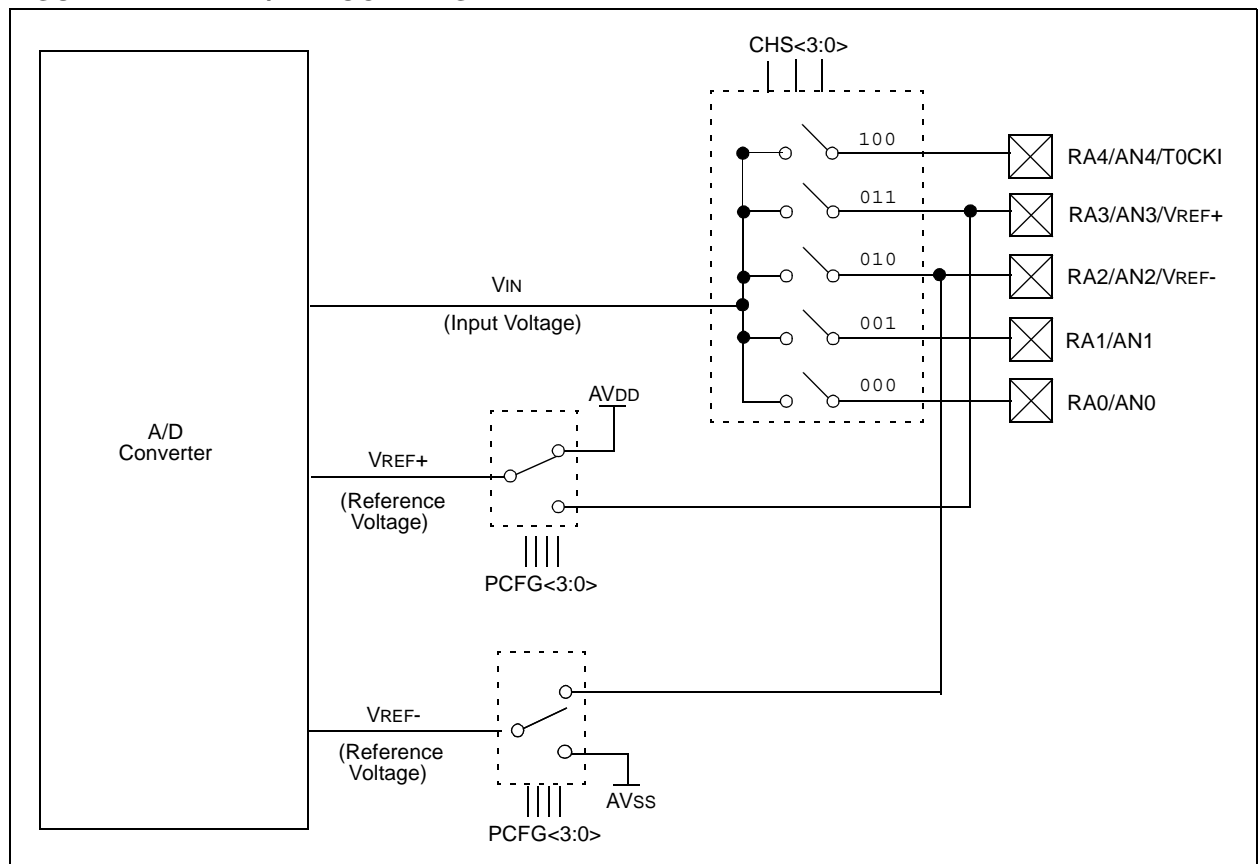 CHS<3:0>
100
RA4/AN4/T0CKI
011
RA3/AN3/VREF+
010
RA2/AN2/VREF-
VIN
(Input Voltage)
001
RA1/AN1
000
RA0/AN0
A/D
Converter
AVDD
VREF+
(Reference
Voltage)
PCFG<3:0>
VREF-
(Reference
Voltage)
AVSS
PCFG<3:0>